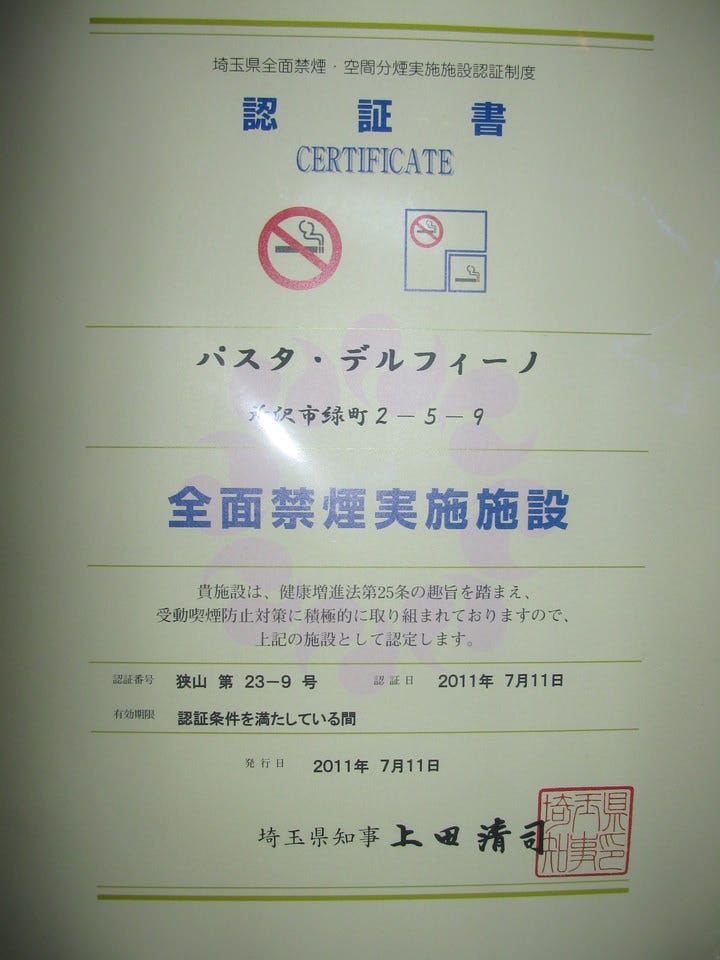 埼玉県全面禁煙・空間分煙実施施設認証制度
認証書
CERTIFICATE
パスタ・デルフィーノ
所沢市緑町2－5－9
全面禁煙実施施設
貴施設は、健康増進法第25条の趣旨を踏まえ、
受動喫煙防止対策に積極的に取り組まれておりますので、
上記の施設として認定します。
認証番号 狭山 第 23－9 号 認証日 2011年 7月11日
有効期限 認証条件を満たしている間
発行日 2011年 7月11日
埼玉県知事 上田清司
埼玉県知事印